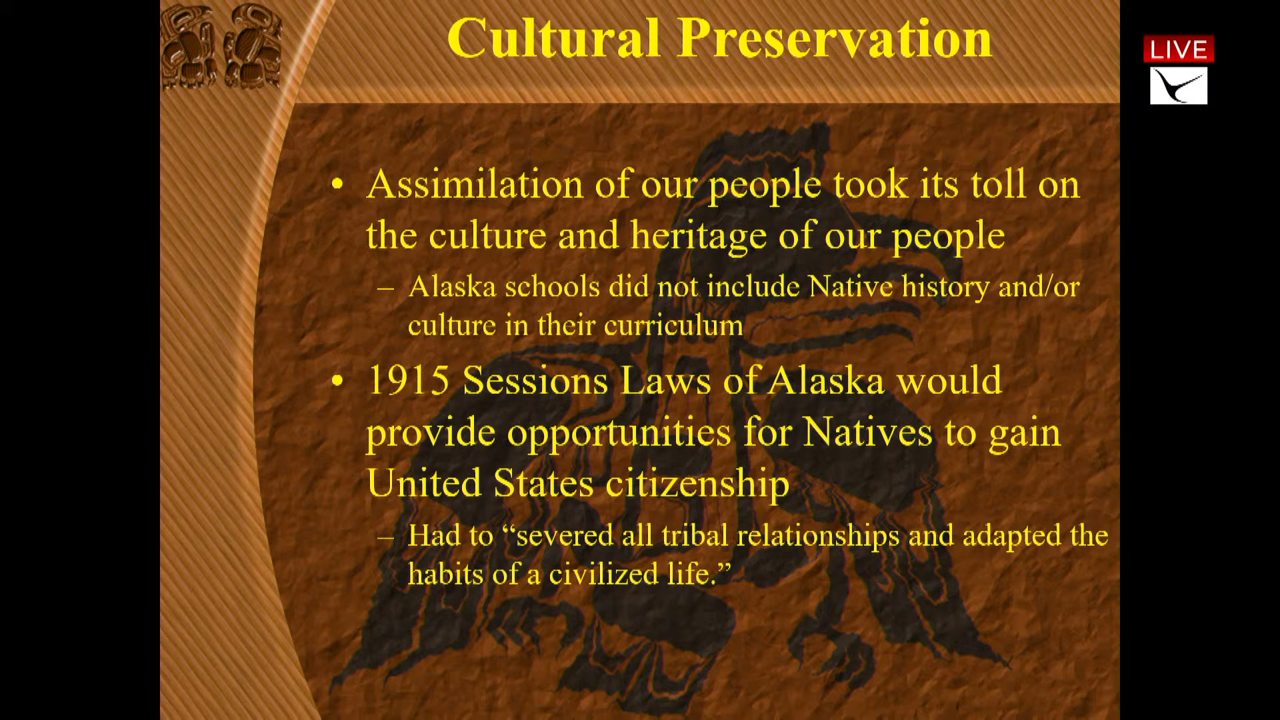 Cultural Preservation
LIVE
• Assimilation of our people took its toll on
the culture and heritage of our people
– Alaska schools did not include Native history and/or
culture in their curriculum
• 1915 Sessions Laws of Alaska would
provide opportunities for Natives to gain
United States citizenship
– Had to “severed all tribal relationships and adapted the
habits of a civilized life.”